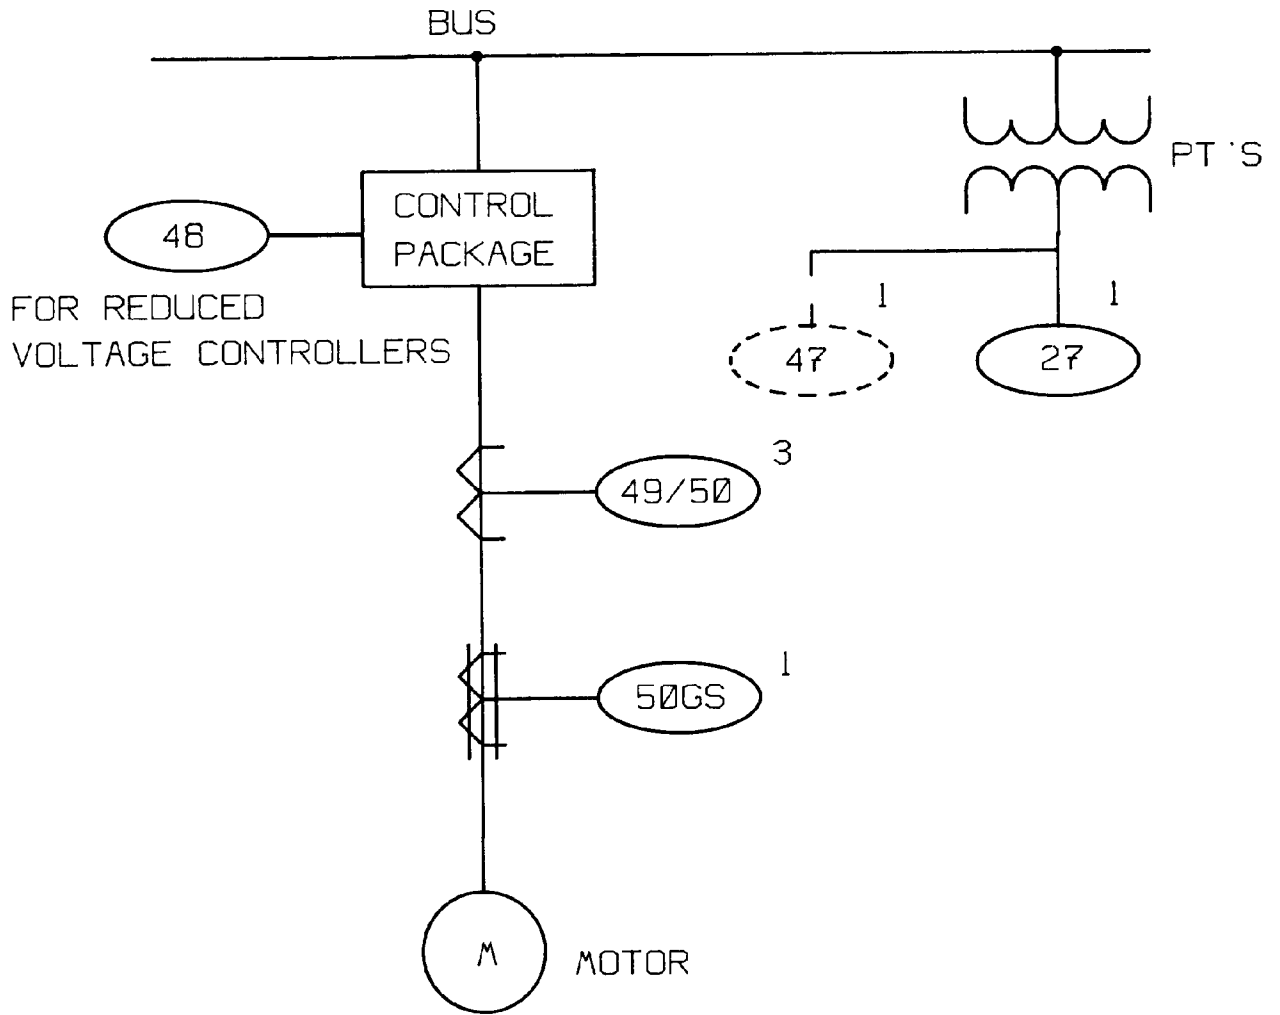 BUS
PT'S
CONTROL
PACKAGE
48
FOR REDUCED
VOLTAGE CONTROLLERS
1
1
47
27
3
49/50
1
50GS
M
MOTOR